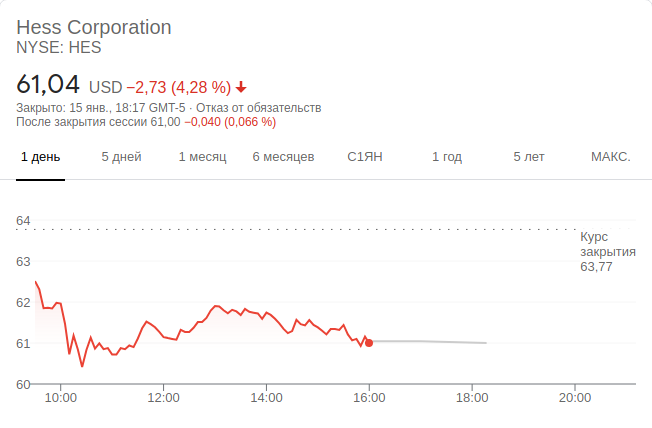 Hess Corporation
NYSE: HES
61,04 USD −2,73 (4,28 %)
Закрыто: 15 янв., 18:17 GMT-5 · Отказ от обязательств
После закрытия сессии 61,00 −0,040 (0,066 %)
1 день 5 дней 1 месяц 6 месяцев С1ЯН 1 год 5 лет МАКС.
64
Курс
закрытия
63,77
63
62
61
60
10:00 12:00 14:00 16:00 18:00 20:00